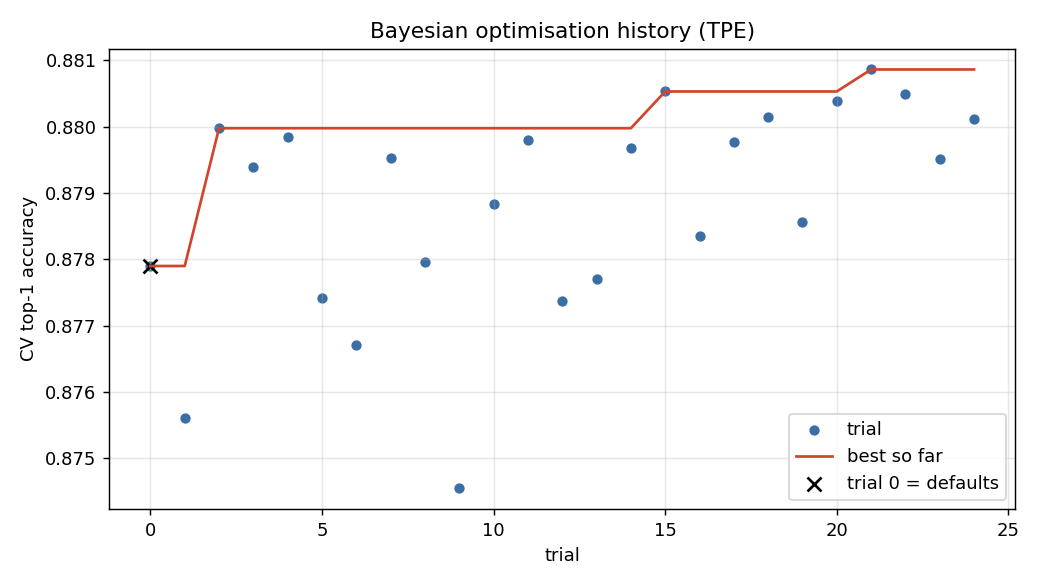 Bayesian optimisation history (TPE)
CV top-1 accuracy
0.881
0.880
0.879
0.878
0.877
0.876
0.875
trial
best so far
trial 0 = defaults
0 5 10 15 20 25
trial